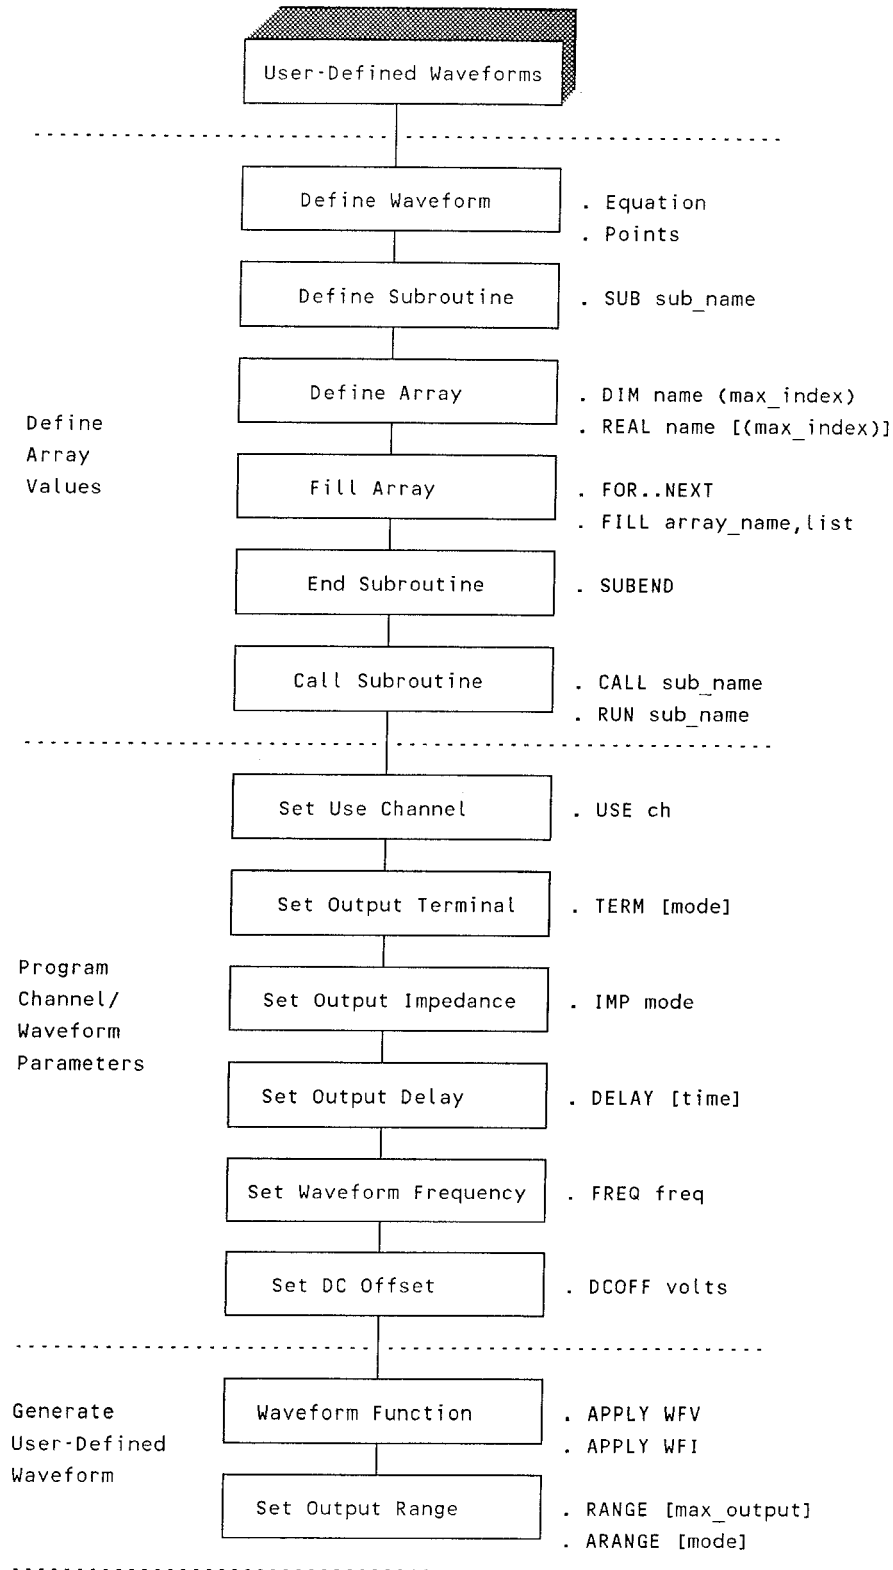 User-Defined Waveforms
Define Waveform
. Equation
. Points
Define Subroutine
. SUB sub_name
Define
Array
Values
Define Array
. DIM name (max_index)
. REAL name [(max_index)]
Fill Array
. FOR..NEXT
. FILL array_name,list
End Subroutine
. SUBEND
Call Subroutine
. CALL sub_name
. RUN sub_name
Set Use Channel
. USE ch
Set Output Terminal
. TERM [mode]
Program
Channel/
Waveform
Parameters
Set Output Impedance
. IMP mode
Set Output Delay
. DELAY [time]
Set Waveform Frequency
. FREQ freq
Set DC Offset
. DCOFF volts
Generate
User-Defined
Waveform
Waveform Function
. APPLY WFV
. APPLY WFI
Set Output Range
. RANGE [max_output]
. ARANGE [mode]